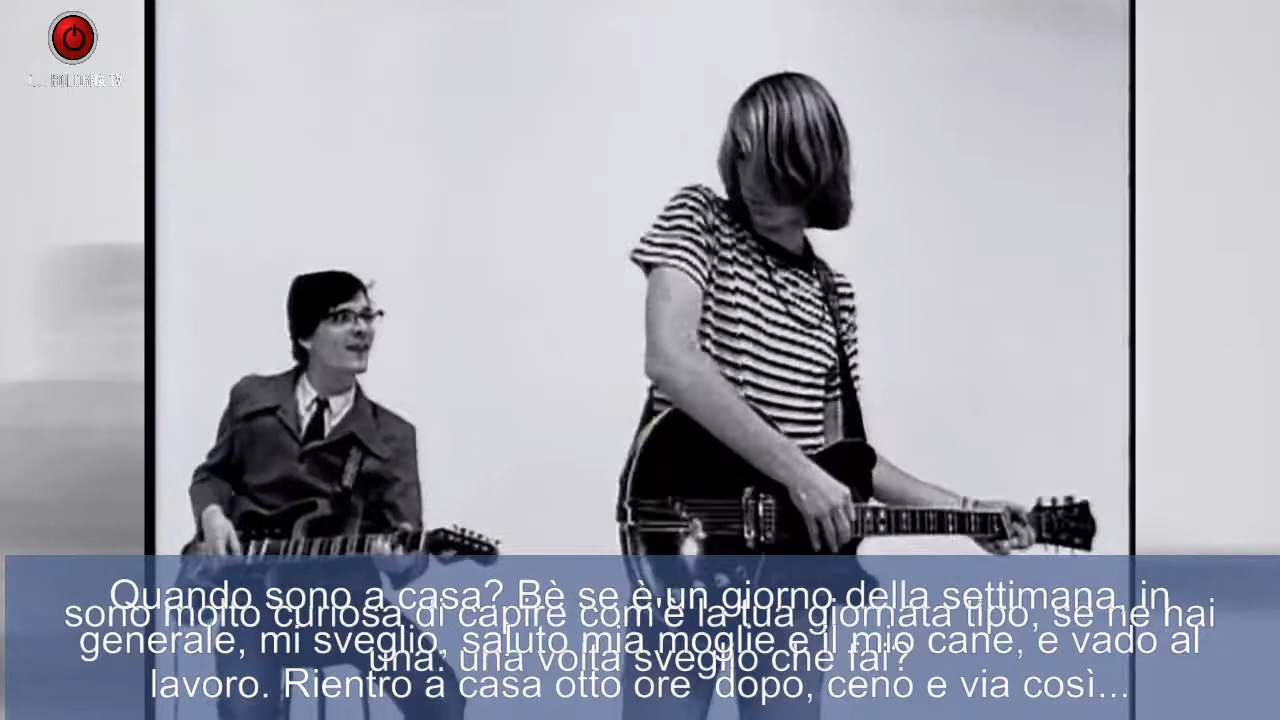 BOLOGNA TV
Quando sono a casa? Bè se è un giorno della settimana, in
sono molto curiosa di capire com'è la tua giornata tipo, se ne hai
generale, mi sveglio, saluto mia moglie e il mio cane, e vado al
una: una volta sveglio che fai?
lavoro. Rientro a casa otto ore dopo, ceno e via così...